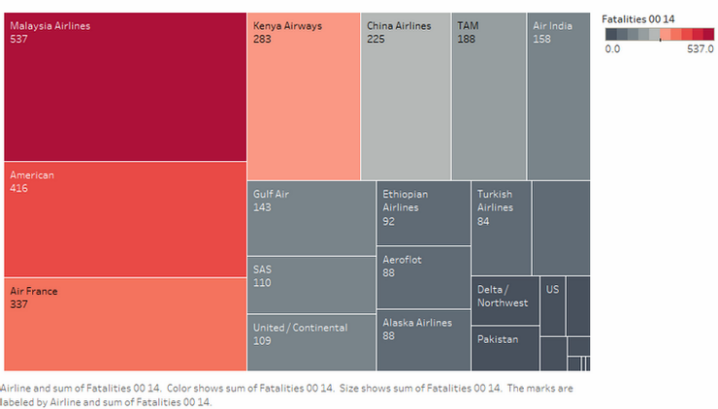 Malaysia Airlines
537
Kenya Airways
283
China Airlines
225
TAM
188
Air India
158
Fatalities 00 14
0.0 537.0
American
416
Gulf Air
143
Ethiopian
Airlines
92
Turkish
Airlines
84
Aeroflot
88
SAS
110
Air France
337
Delta /
Northwest
US
United / Continental
109
Alaska Airlines
88
Pakistan
Airline and sum of Fatalities 00 14. Color shows sum of Fatalities 00 14. Size shows sum of Fatalities 00 14. The marks are
labeled by Airline and sum of Fatalities 00 14.